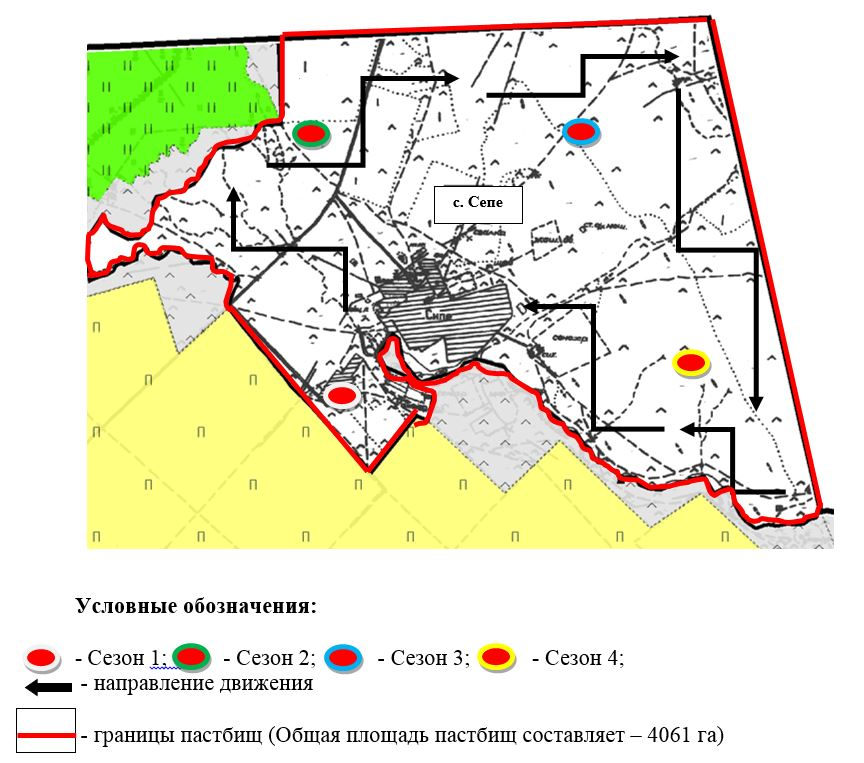 с. Сепе
Сипе
Условные обозначения:
- Сезон 1; - Сезон 2; - Сезон 3; - Сезон 4;
- направление движения
- границы пастбищ (Общая площадь пастбищ составляет – 4061 га)